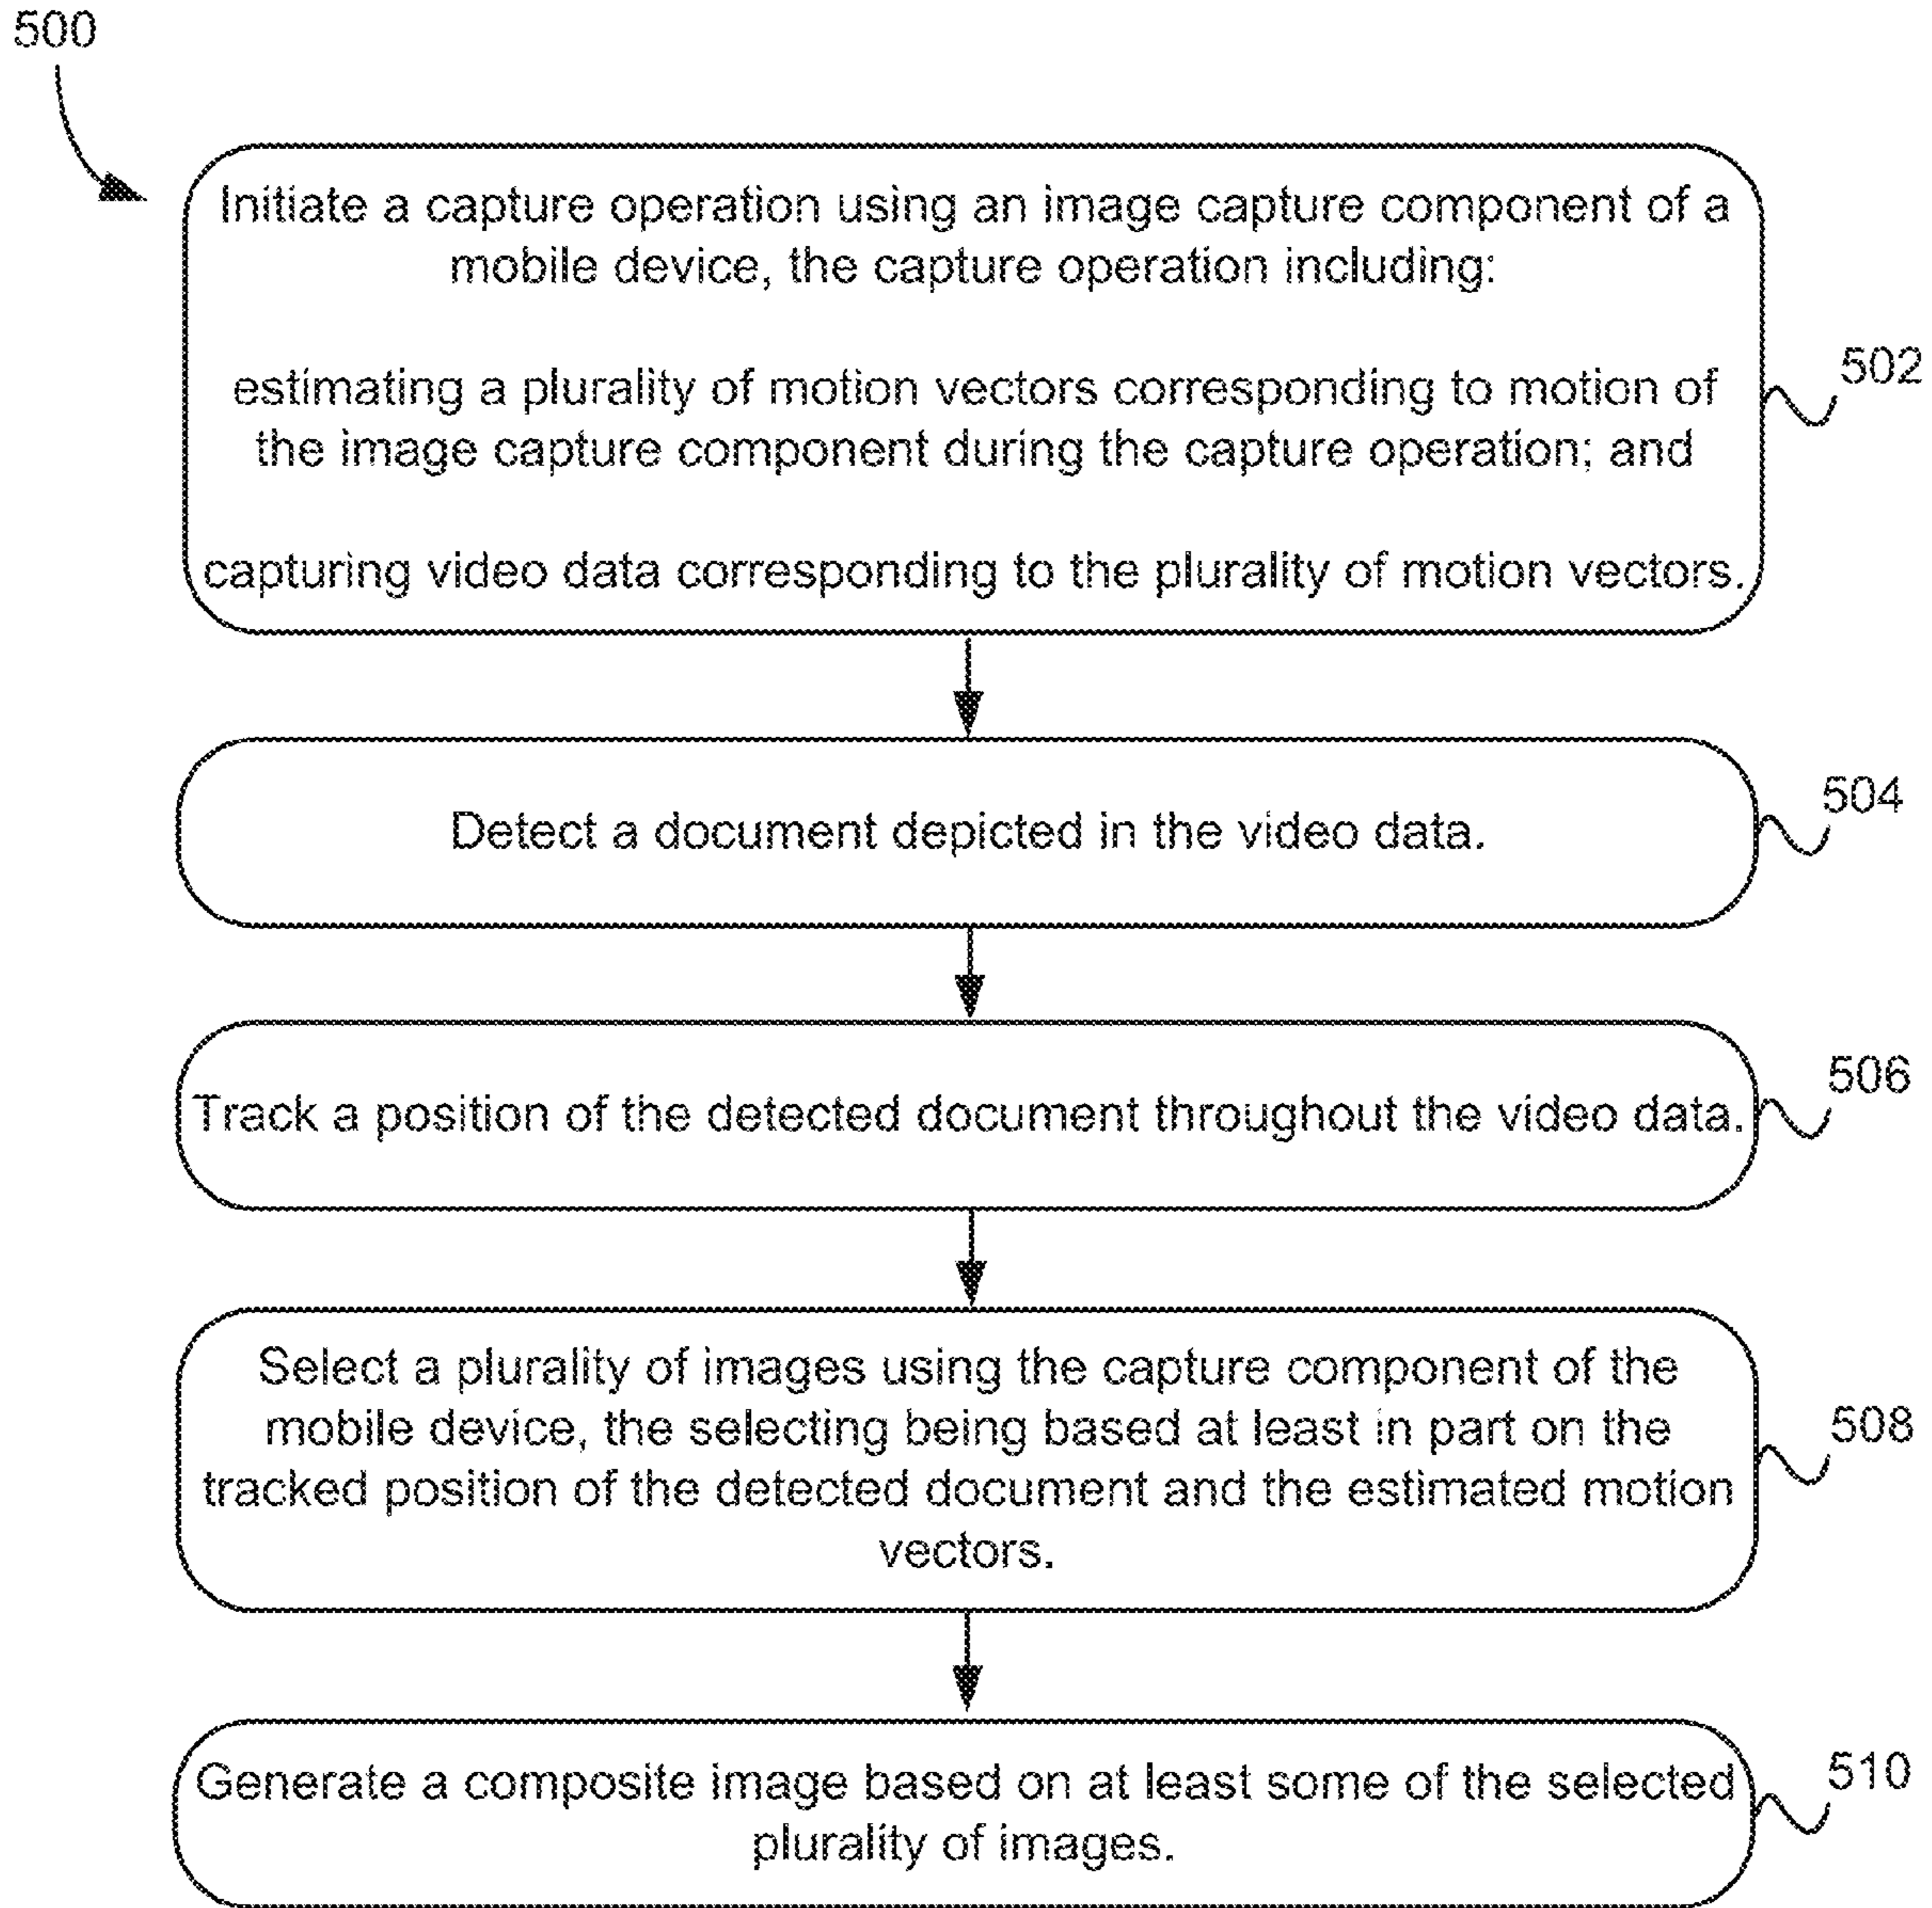 500
Initiate a capture operation using an image capture component of a
mobile device, the capture operation including:
estimating a plurality of motion vectors corresponding to motion of
the image capture component during the capture operation; and
capturing video data corresponding to the plurality of motion vectors.
502
Detect a document depicted in the video data.
504
Track a position of the detected document throughout the video data.
506
Select a plurality of images using the capture component of the
mobile device, the selecting being based at least in part on the
tracked position of the detected document and the estimated motion
vectors.
508
Generate a composite image based on at least some of the selected
plurality of images.
510